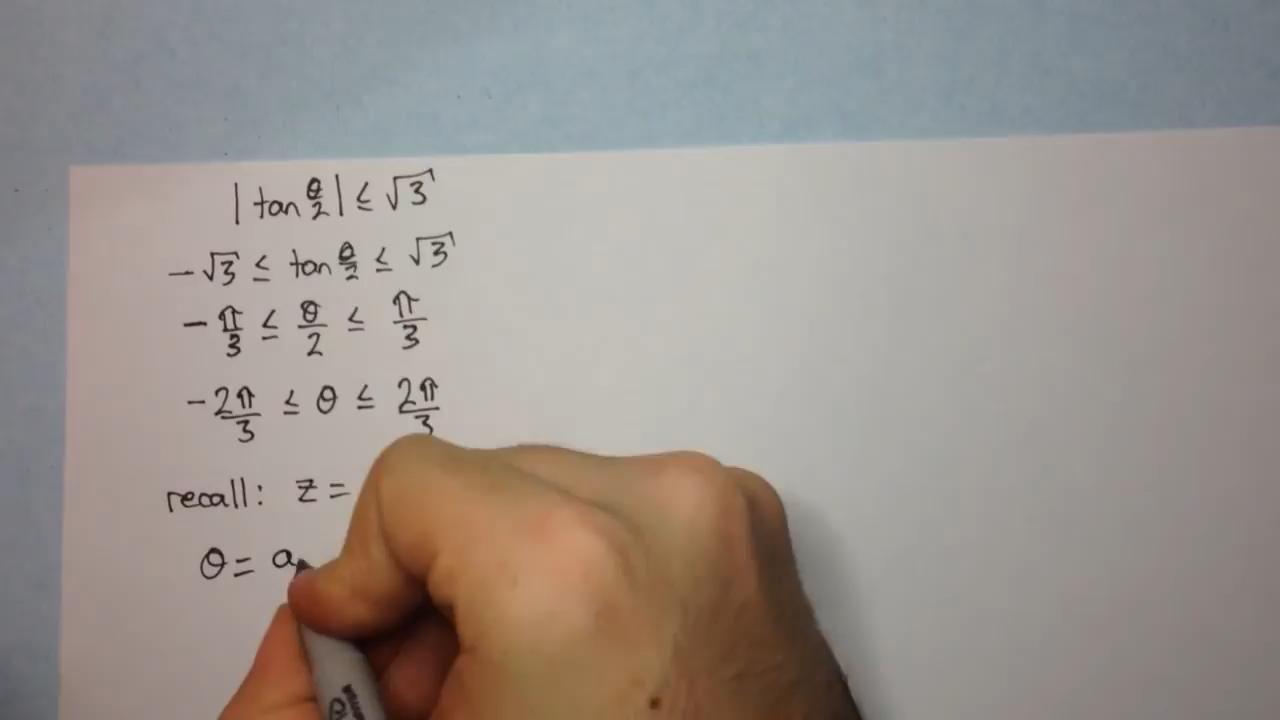 |tan θ/2| ≤ √3
-√3 ≤ tan θ/2 ≤ √3
-π/3 ≤ θ/2 ≤ π/3
-2π/3 ≤ θ ≤ 2π/3
recall: z =
θ = a